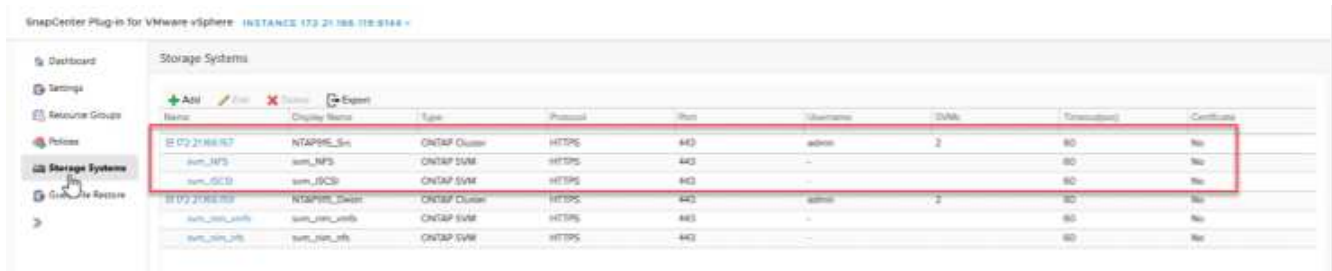 SnapCenter Plug-in for VMware vSphere INSTANCE 172.21.166.119:8144
Dashboard
Settings
Resource Groups
Policies
Storage Systems
Restore
Storage Systems
Add Edit Delete Export
Name Display Name Type Protocol Port Username SVMs Timeout(sec) Certificate
172.21.166.157 ONTAP Cluster HTTPS 443 admin 2 60 No
svm_NFS svm_NFS ONTAP SVM HTTPS 443 - 60 No
svm_iSCSI svm_iSCSI ONTAP SVM HTTPS 443 - 60 No
ONTAP Cluster HTTPS 443 admin 2 60 No
ONTAP SVM HTTPS 443 - 60 No
svm_sim_nfs ONTAP SVM HTTPS 443 - 60 No